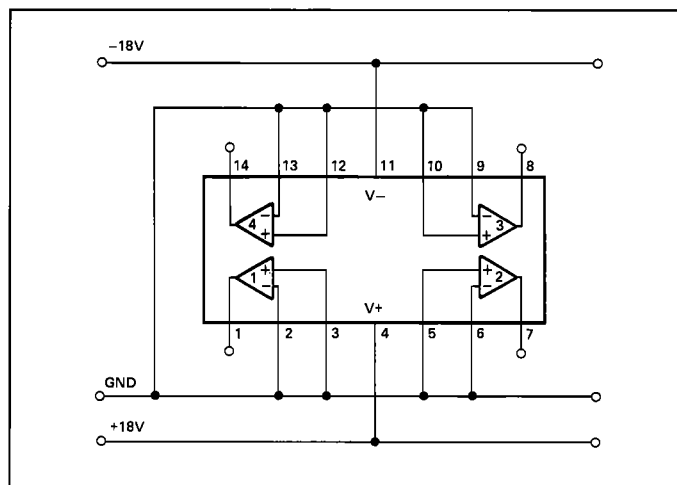 −18V
14 13 12 11 10 9 8
V−
− −
4 + + 3
1 + + 2
− −
V+
1 2 3 4 5 6 7
GND
+18V